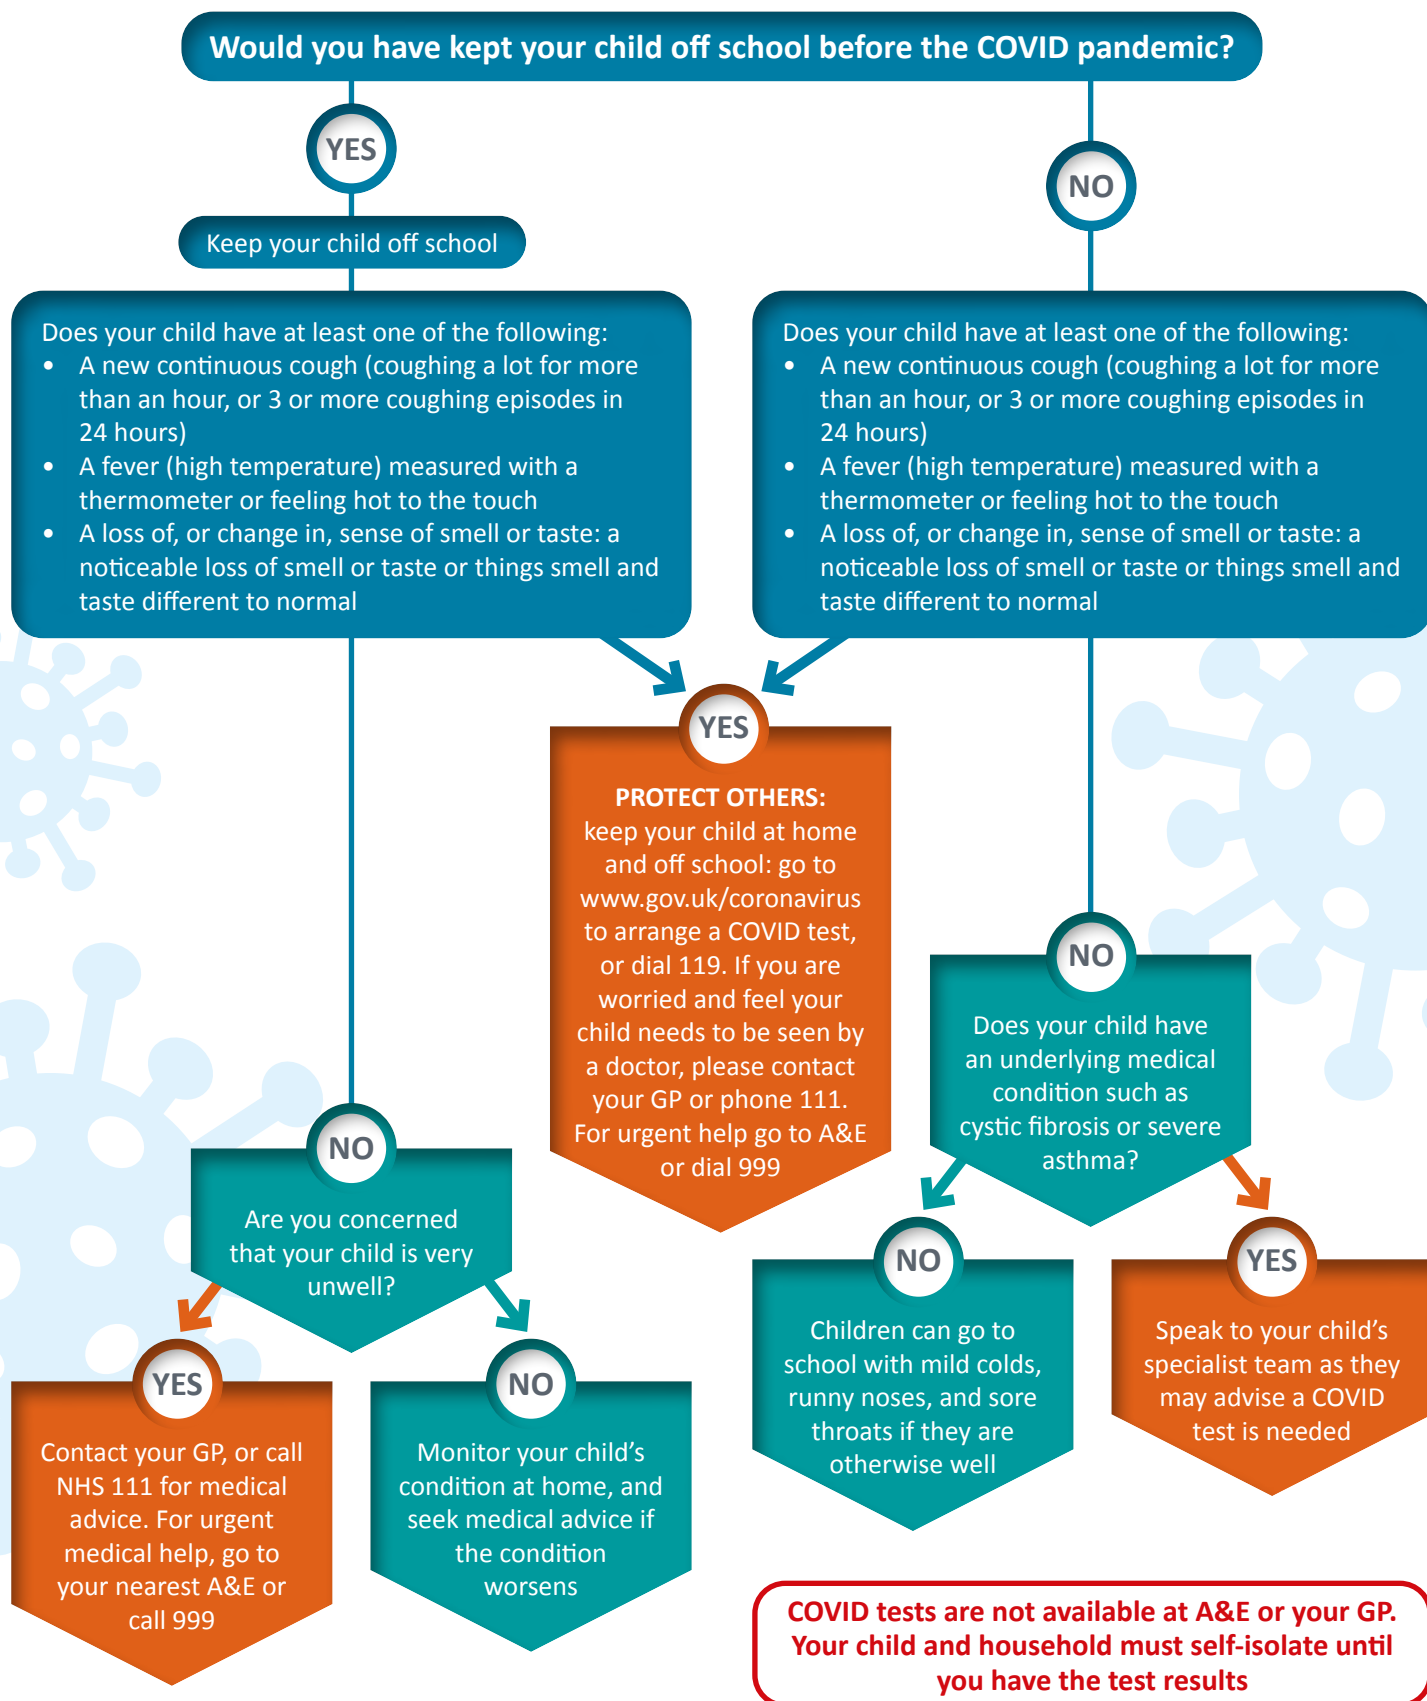 Would you have kept your child off school before the COVID pandemic?
YES
NO
Keep your child off school
Does your child have at least one of the following:
• A new continuous cough (coughing a lot for more
than an hour, or 3 or more coughing episodes in
24 hours)
• A fever (high temperature) measured with a
thermometer or feeling hot to the touch
• A loss of, or change in, sense of smell or taste: a
noticeable loss of smell or taste or things smell and
taste different to normal
Does your child have at least one of the following:
• A new continuous cough (coughing a lot for more
than an hour, or 3 or more coughing episodes in
24 hours)
• A fever (high temperature) measured with a
thermometer or feeling hot to the touch
• A loss of, or change in, sense of smell or taste: a
noticeable loss of smell or taste or things smell and
taste different to normal
YES
PROTECT OTHERS:
keep your child at home
and off school: go to
www.gov.uk/coronavirus
to arrange a COVID test,
or dial 119. If you are
worried and feel your
child needs to be seen by
a doctor, please contact
your GP or phone 111.
For urgent help go to A&E
or dial 999
NO
Does your child have
an underlying medical
condition such as
cystic fibrosis or severe
asthma?
NO
Are you concerned
that your child is very
unwell?
YES
Contact your GP, or call
NHS 111 for medical
advice. For urgent
medical help, go to
your nearest A&E or
call 999
NO
Monitor your child's
condition at home, and
seek medical advice if
the condition
worsens
NO
Children can go to
school with mild colds,
runny noses, and sore
throats if they are
otherwise well
YES
Speak to your child's
specialist team as they
may advise a COVID
test is needed
COVID tests are not available at A&E or your GP.
Your child and household must self-isolate until
you have the test results